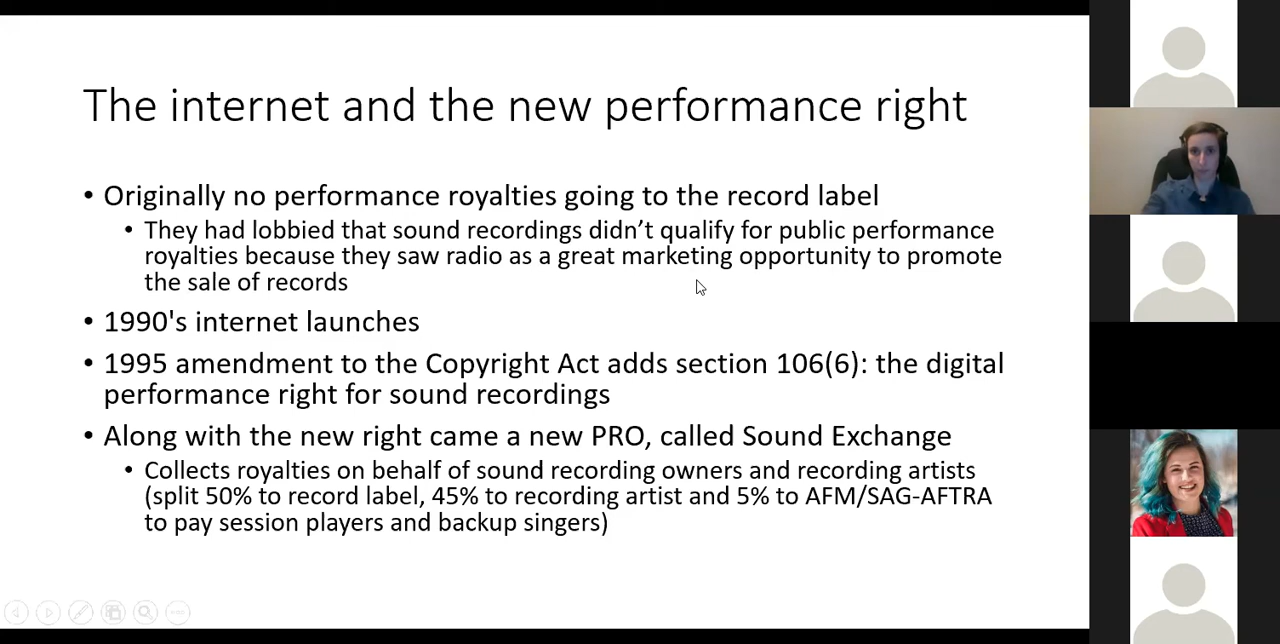 The internet and the new performance right
• Originally no performance royalties going to the record label
• They had lobbied that sound recordings didn’t qualify for public performance
royalties because they saw radio as a great marketing opportunity to promote
the sale of records
• 1990's internet launches
• 1995 amendment to the Copyright Act adds section 106(6): the digital
performance right for sound recordings
• Along with the new right came a new PRO, called Sound Exchange
• Collects royalties on behalf of sound recording owners and recording artists
(split 50% to record label, 45% to recording artist and 5% to AFM/SAG-AFTRA
to pay session players and backup singers)